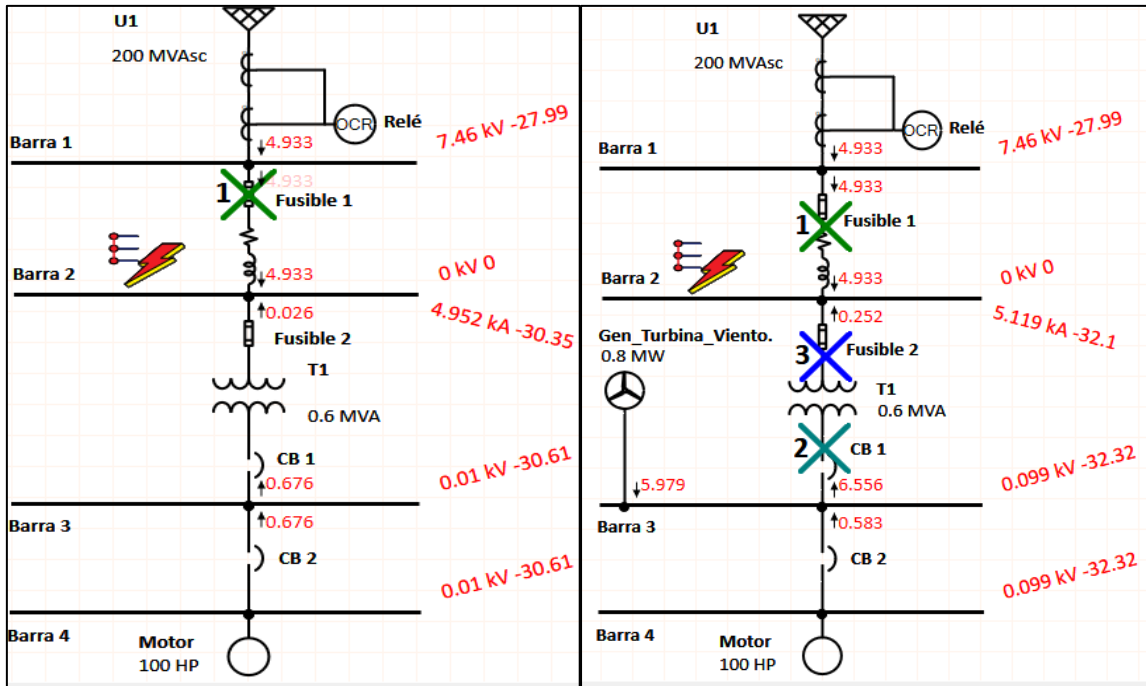 U1
200 MVAsc
OCR
Relé
Barra 1
4.933
7.46 kV -27.99
4.933
1
Fusible 1
Barra 2
4.933
0 kV 0
0.026
4.952 kA -30.35
Fusible 2
T1
0.6 MVA
CB 1
0.676
0.01 kV -30.61
Barra 3
0.676
CB 2
0.01 kV -30.61
Barra 4
Motor
100 HP
U1
200 MVAsc
OCR
Relé
Barra 1
4.933
7.46 kV -27.99
4.933
1
Fusible 1
Barra 2
4.933
0 kV 0
0.252
5.119 kA -32.1
Gen_Turbina_Viento.
0.8 MW
3
Fusible 2
T1
0.6 MVA
2
CB 1
5.979
6.556
0.099 kV -32.32
Barra 3
0.583
CB 2
0.099 kV -32.32
Barra 4
Motor
100 HP